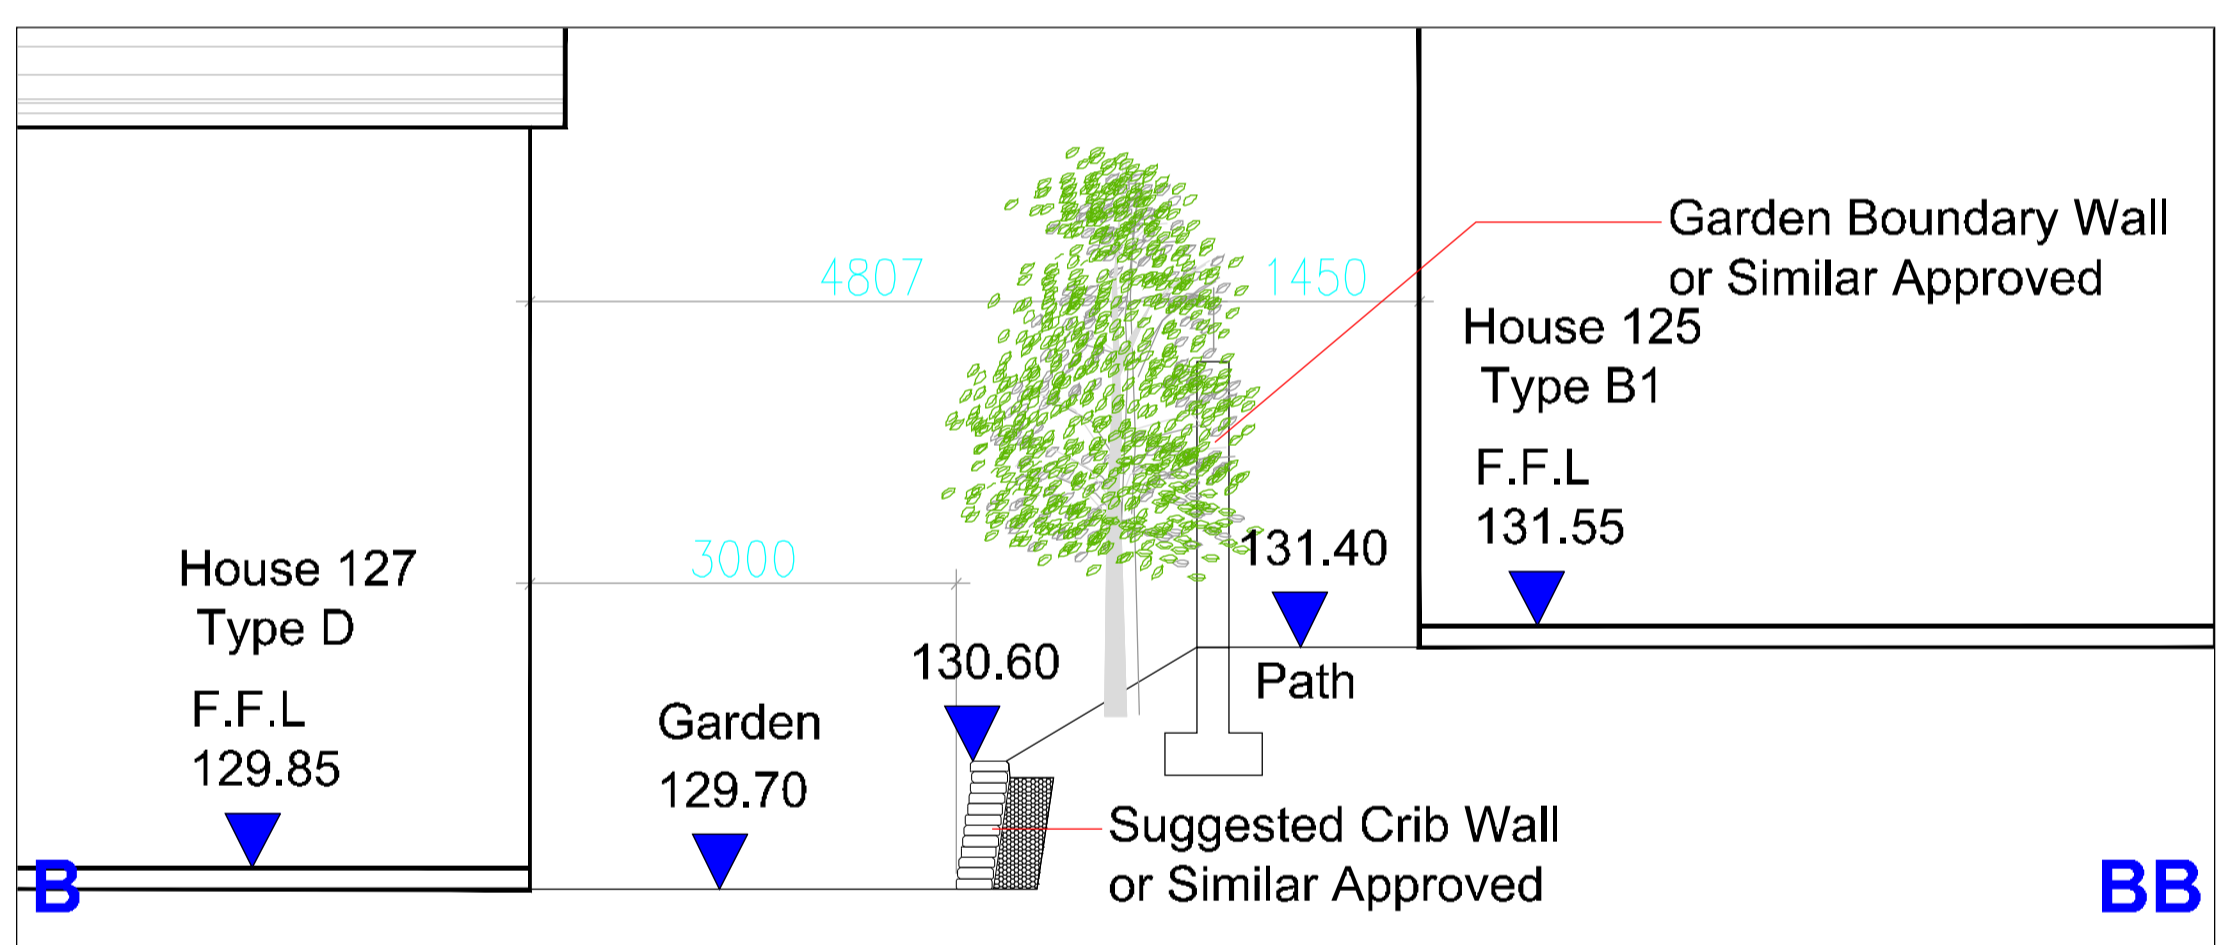 Garden Boundary Wall
or Similar Approved
4807
1450
House 125
Type B1
F.F.L
131.55
3000
131.40
House 127
Type D
F.F.L
129.85
130.60
Path
Garden
129.70
Suggested Crib Wall
or Similar Approved
B
BB